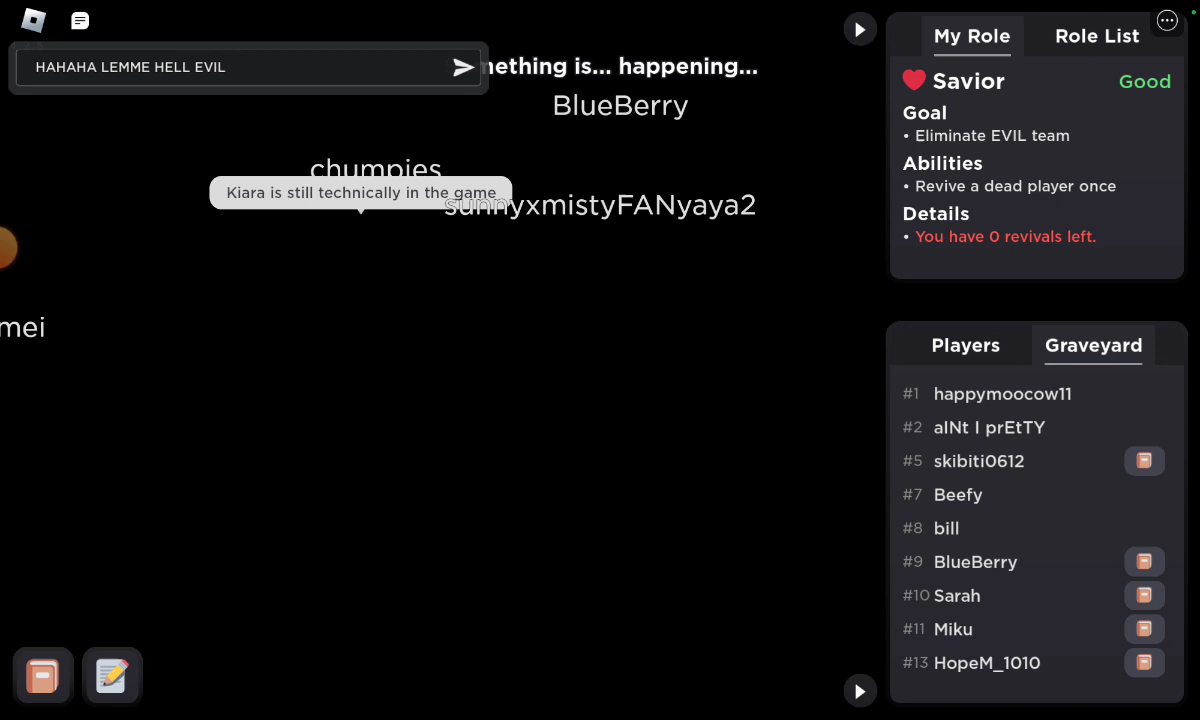 HAHAHA LEMME HELL EVIL
mething is... happening...
BlueBerry
chumpies
Kiara is still technically in the game
sunnyxmistyFANyaya2
mei
My Role
Role List
Savior
Good
Goal
• Eliminate EVIL team
Abilities
• Revive a dead player once
Details
• You have 0 revivals left.
Players
Graveyard
#1 happymoocow11
#2 aINt I prEtTY
#5 skibiti0612
#7 Beefy
#8 bill
#9 BlueBerry
#10 Sarah
#11 Miku
#13 HopeM_1010